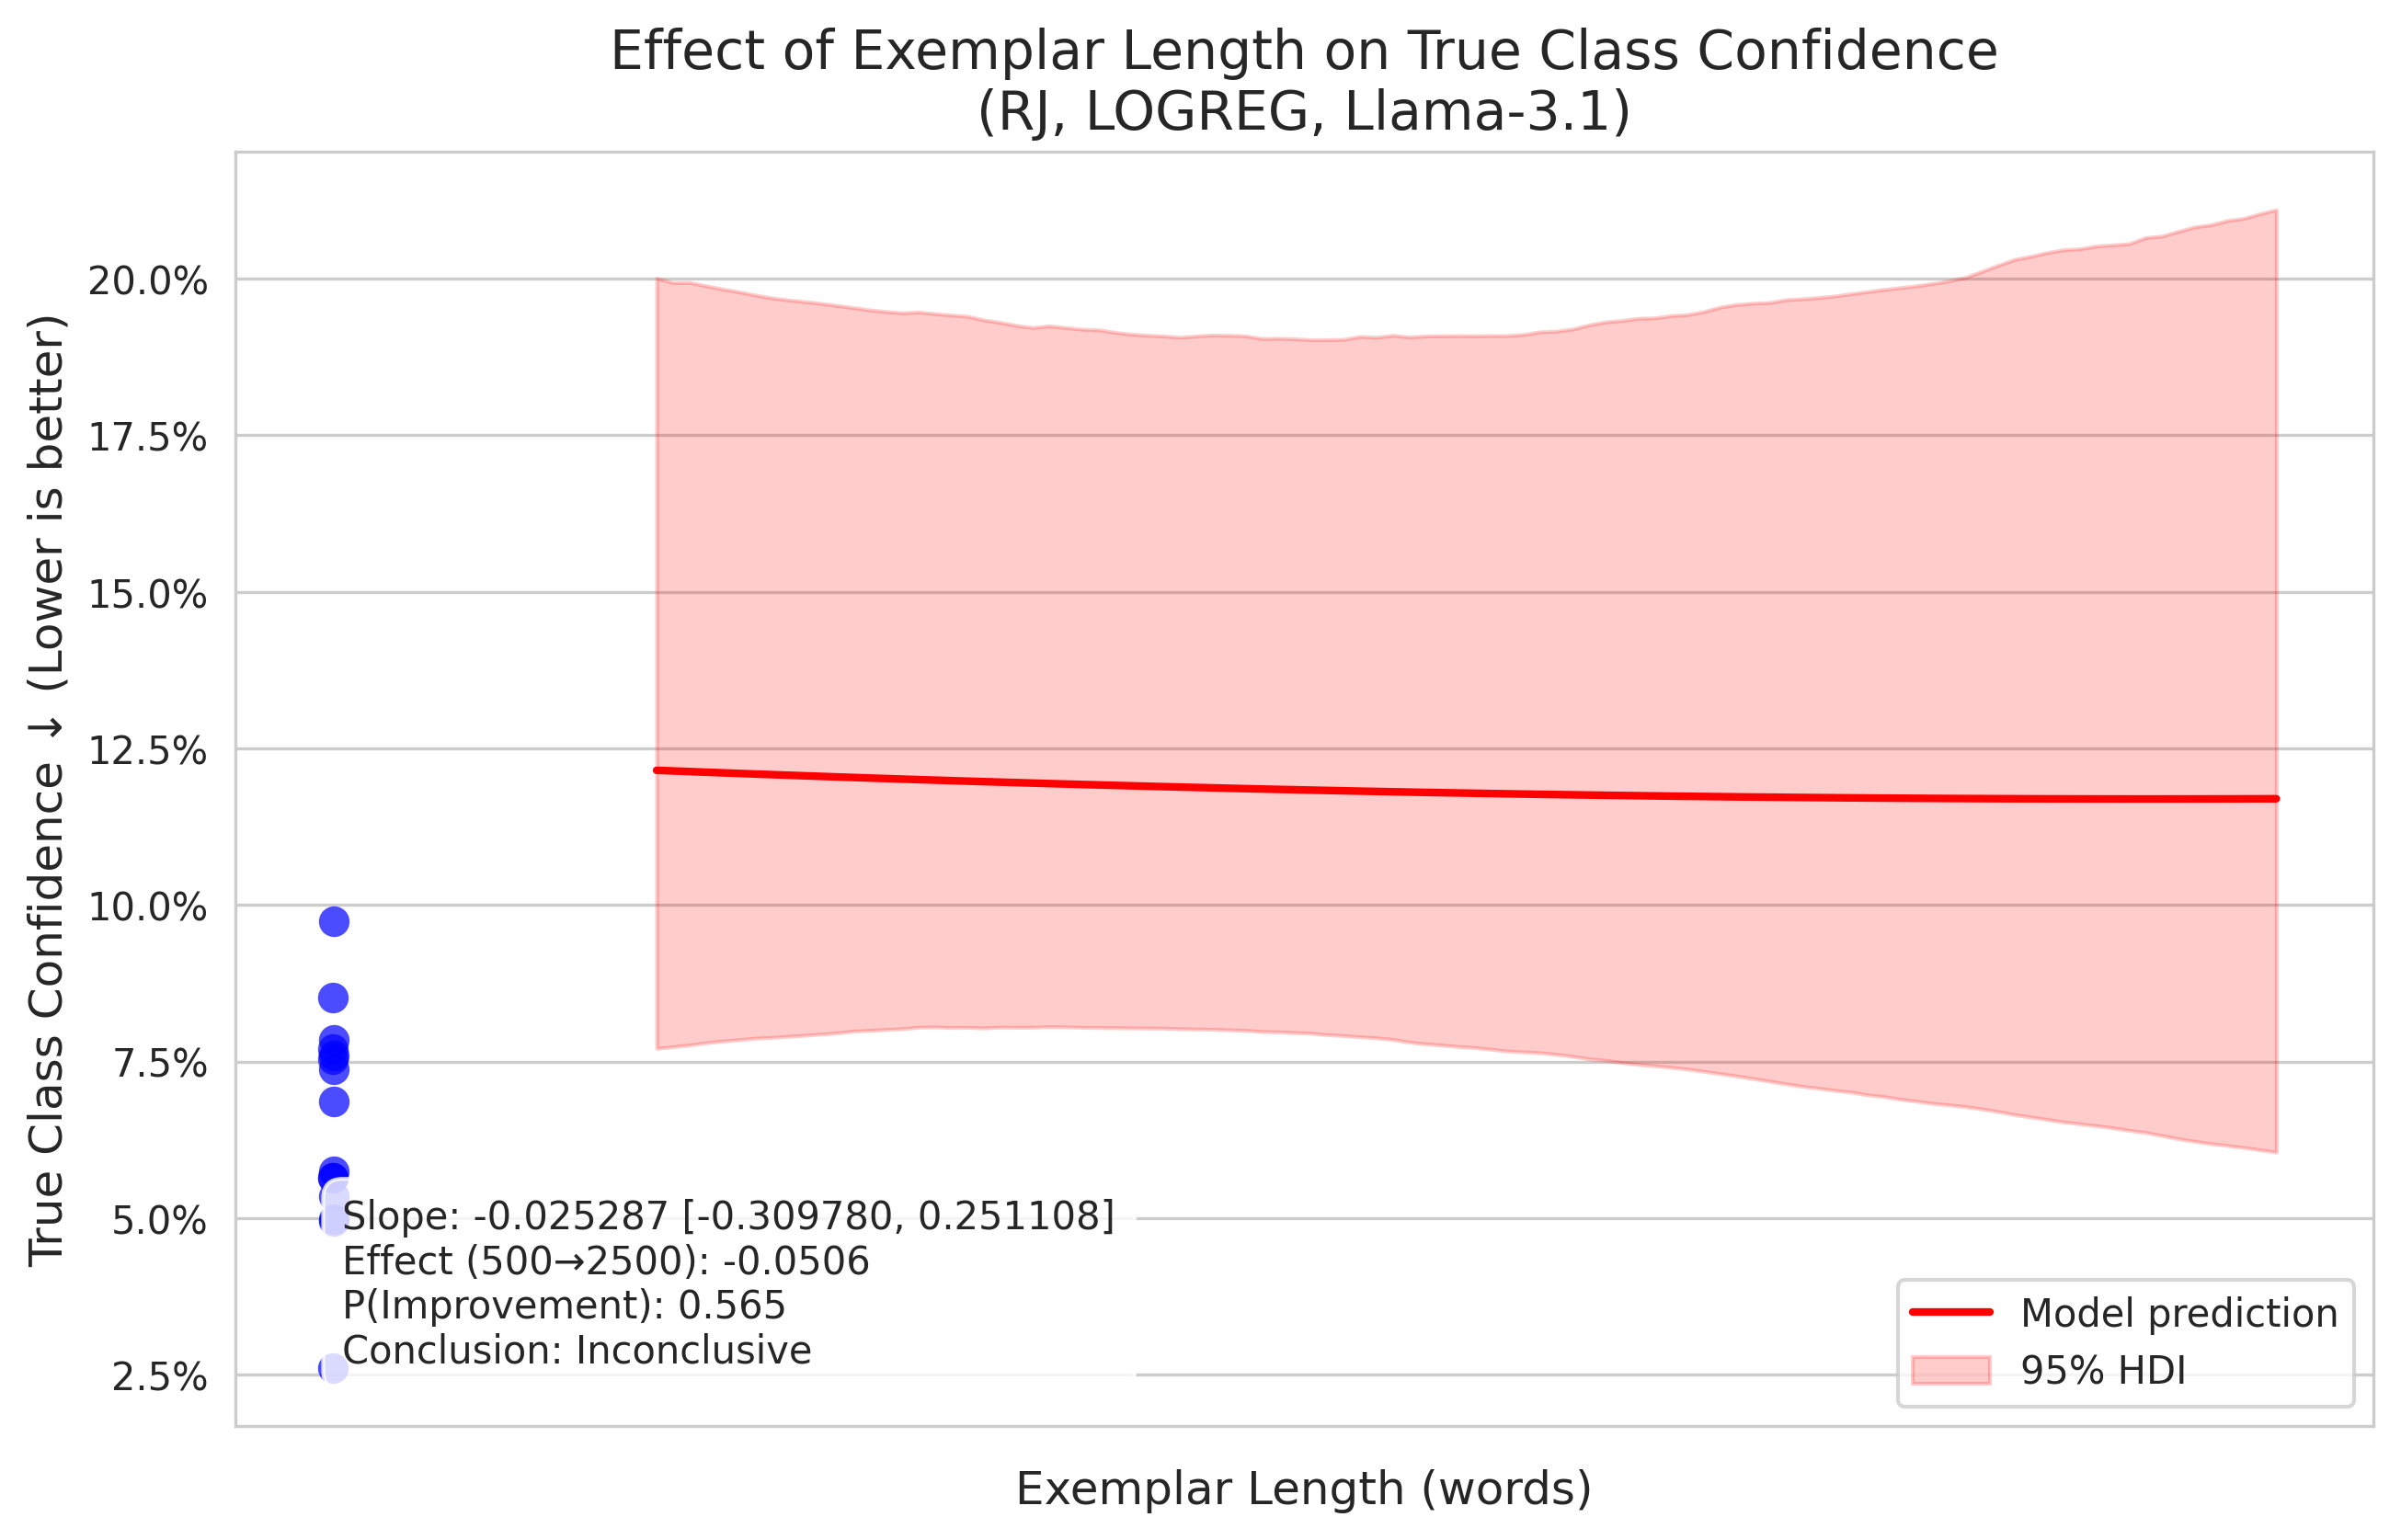 Effect of Exemplar Length on True Class Confidence
(RJ, LOGREG, Llama-3.1)
True Class Confidence ↓ (Lower is better)
20.0%
17.5%
15.0%
12.5%
10.0%
7.5%
5.0%
2.5%
Slope: -0.025287 [-0.309780, 0.251108]
Effect (500→2500): -0.0506
P(Improvement): 0.565
Conclusion: Inconclusive
Model prediction
95% HDI
Exemplar Length (words)